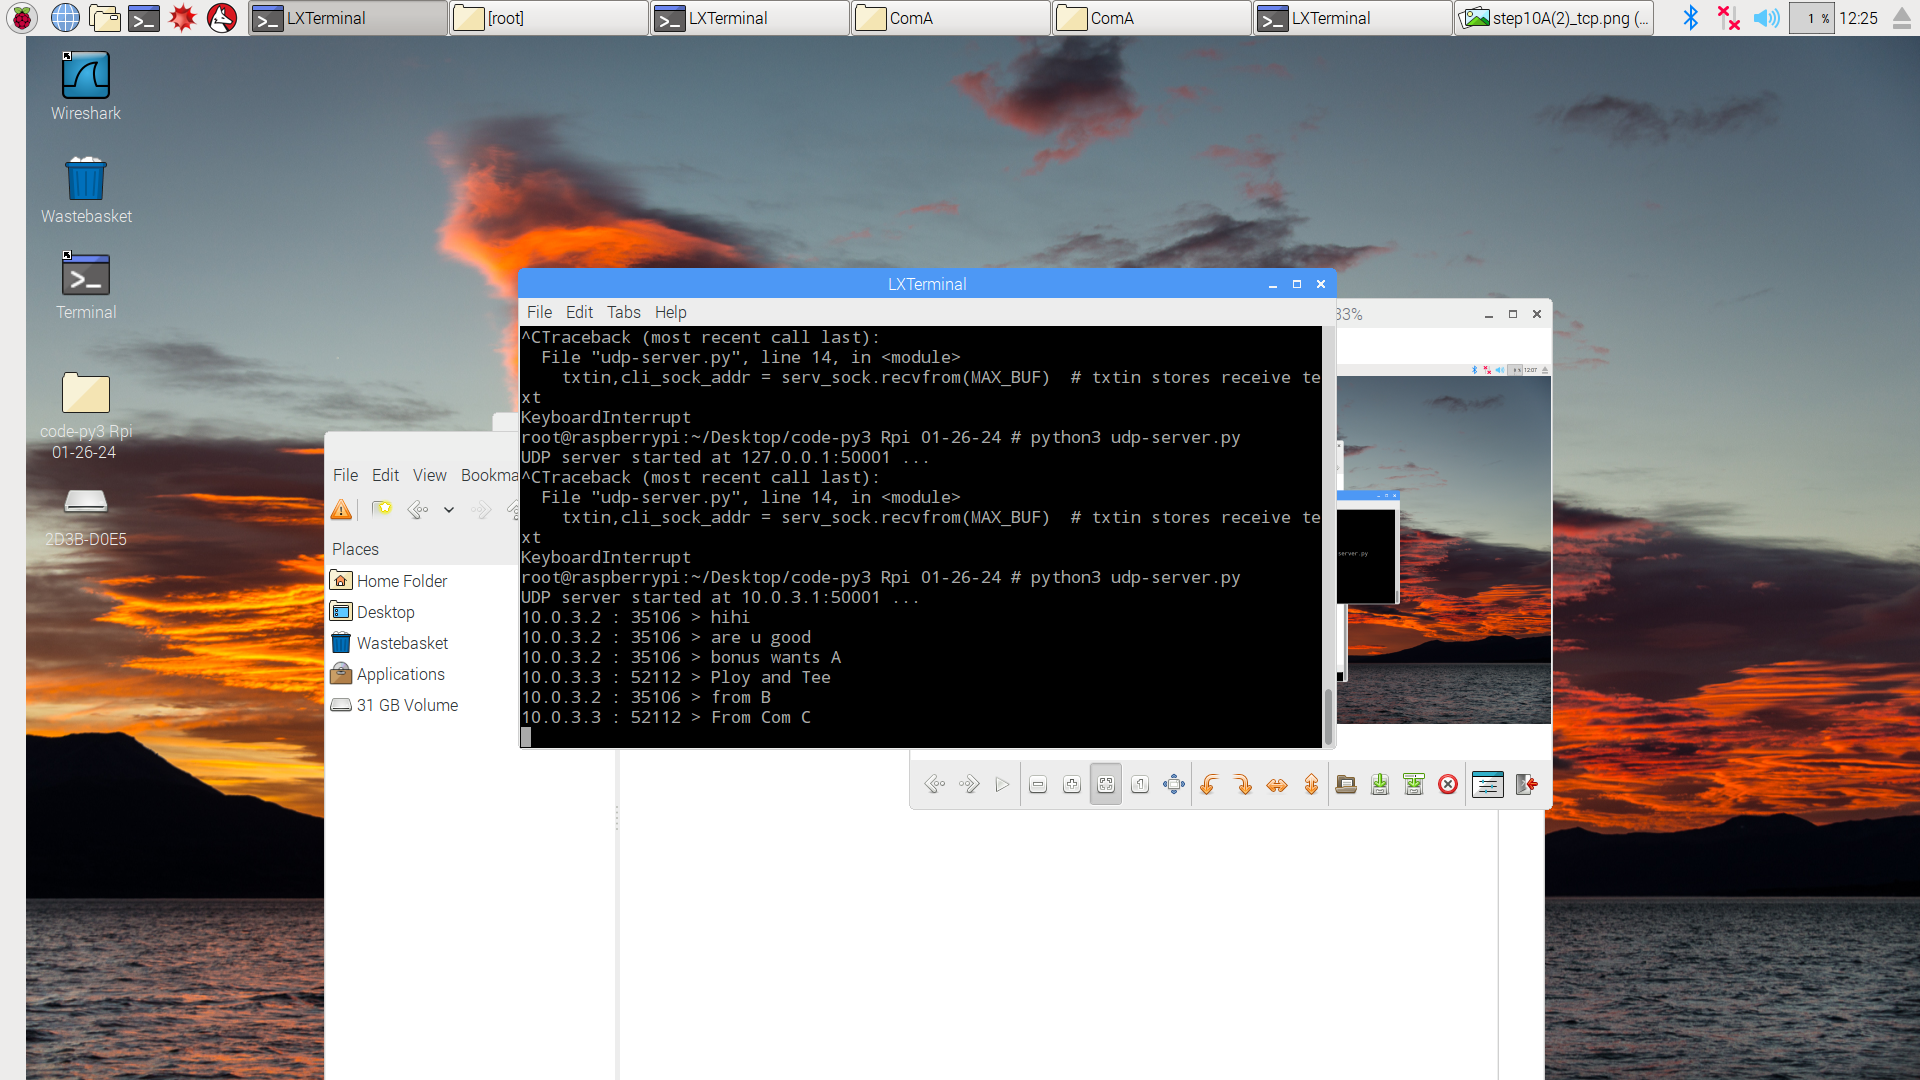 LXTerminal
[root]
LXTerminal
ComA
ComA
LXTerminal
step10A(2)_tcp.png (...
1 %
12:25
Wireshark
Wastebasket
Terminal
code-py3 Rpi
01-26-24
2D3B-D0E5
LXTerminal
File Edit Tabs Help
^CTraceback (most recent call last):
  File "udp-server.py", line 14, in <module>
    txtin,cli_sock_addr = serv_sock.recvfrom(MAX_BUF)  # txtin stores receive te
xt
KeyboardInterrupt
root@raspberrypi:~/Desktop/code-py3 Rpi 01-26-24 # python3 udp-server.py
UDP server started at 127.0.0.1:50001 ...
^CTraceback (most recent call last):
  File "udp-server.py", line 14, in <module>
    txtin,cli_sock_addr = serv_sock.recvfrom(MAX_BUF)  # txtin stores receive te
xt
KeyboardInterrupt
root@raspberrypi:~/Desktop/code-py3 Rpi 01-26-24 # python3 udp-server.py
UDP server started at 10.0.3.1:50001 ...
10.0.3.2 : 35106 > hihi
10.0.3.2 : 35106 > are u good
10.0.3.2 : 35106 > bonus wants A
10.0.3.3 : 52112 > Ploy and Tee
10.0.3.2 : 35106 > from B
10.0.3.3 : 52112 > From Com C
33%
12:07
server.py
File Edit View Bookma
Places
Home Folder
Desktop
Wastebasket
Applications
31 GB Volume